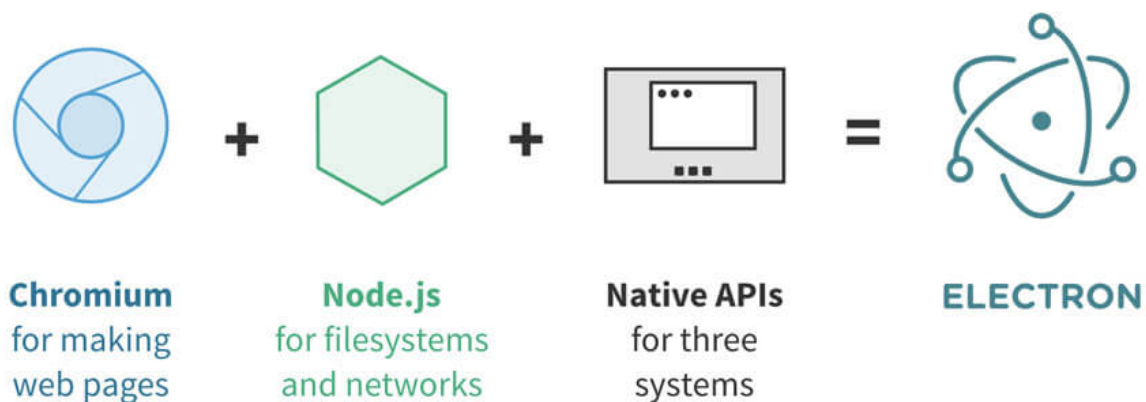 + + =
Chromium
for making
web pages
Node.js
for filesystems
and networks
Native APIs
for three
systems
ELECTRON